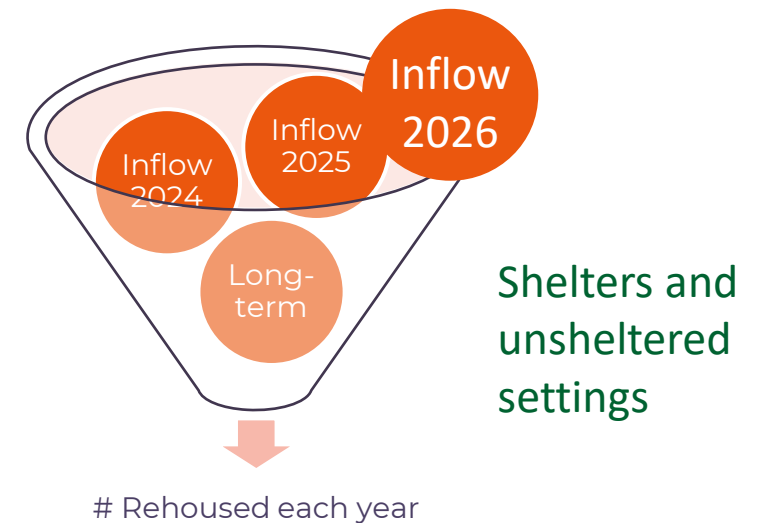 Inflow
2026
Inflow
2025
Inflow
2024
Long-
term
Shelters and
unsheltered
settings
# Rehoused each year